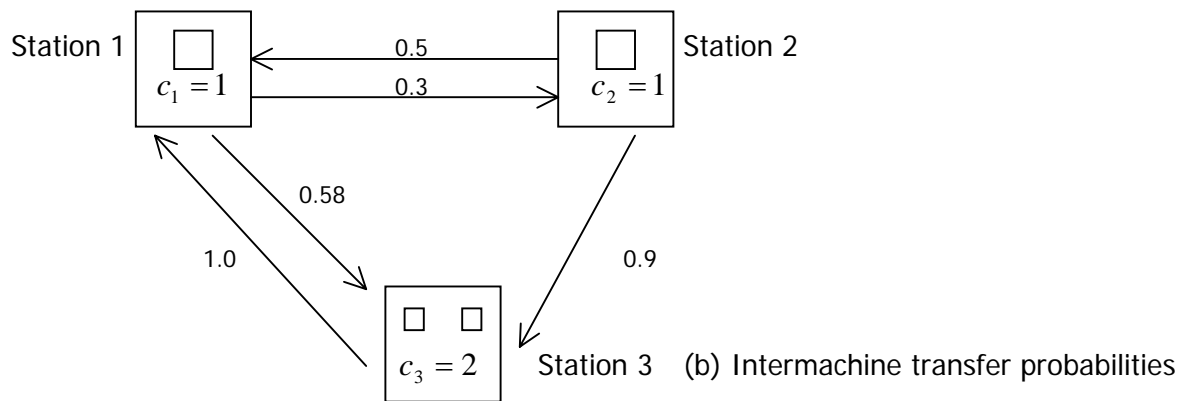 Station 1
0.5
Station 2
c₁ = 1
0.3
c₂ = 1
0.58
1.0
0.9
c₃ = 2
Station 3 (b) Intermachine transfer probabilities